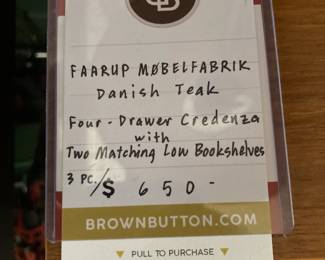 FAARUP MØBELFABRIK
Danish Teak
Four-Drawer Credenza
with
Two Matching Low Bookshelves
3 PC./$ 650-
BROWNBUTTON.COM
▼ PULL TO PURCHASE ▼